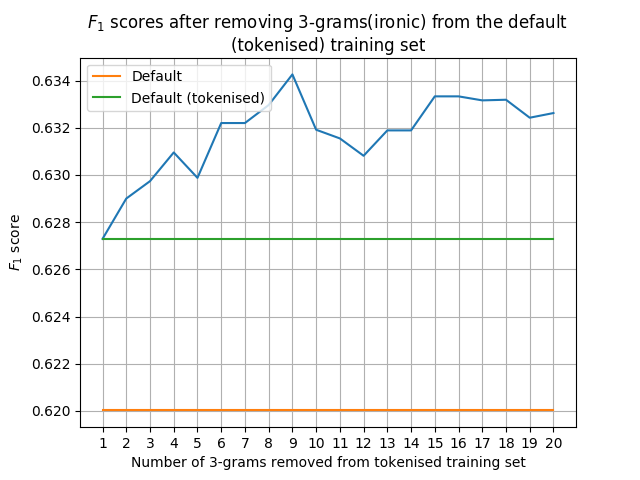 F₁ scores after removing 3-grams(ironic) from the default
(tokenised) training set
Default
Default (tokenised)
F₁ score
0.634
0.632
0.630
0.628
0.626
0.624
0.622
0.620
1 2 3 4 5 6 7 8 9 10 11 12 13 14 15 16 17 18 19 20
Number of 3-grams removed from tokenised training set